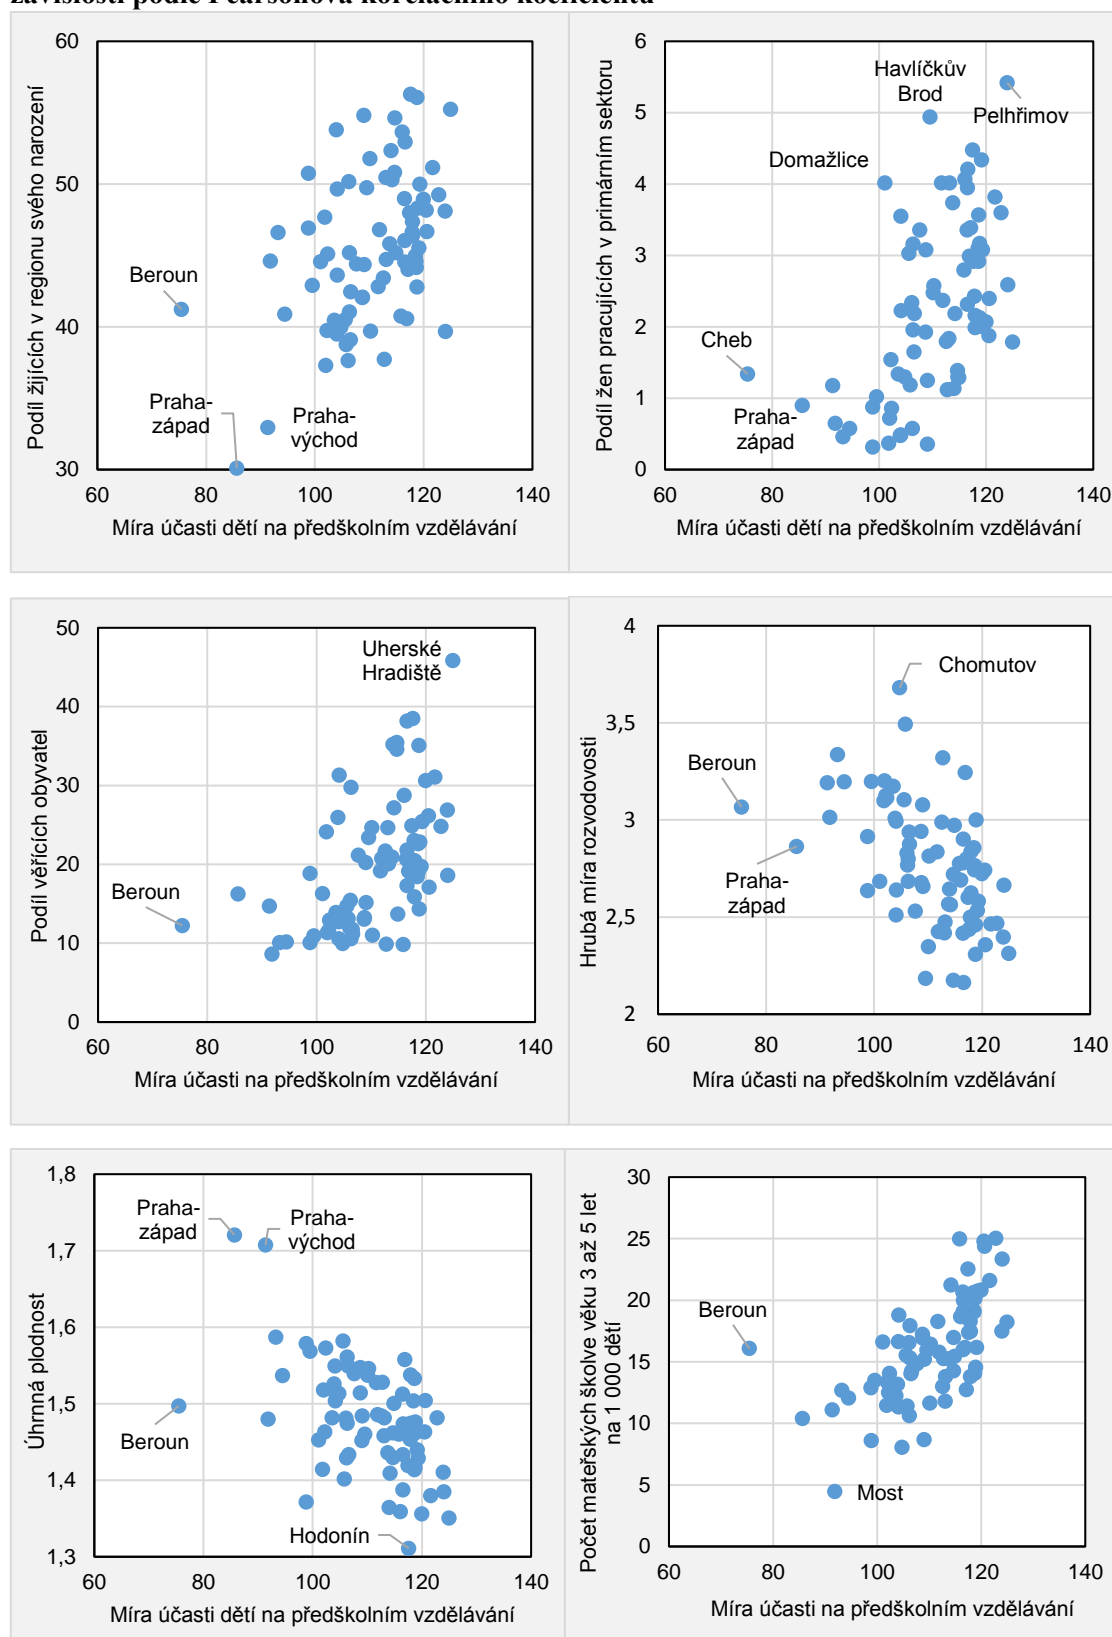 závislosti podle Pearsonova korelačního koeficientu
60
50
40
30
60 80 100 120 140
Podíl žijících v regionu svého narození
Beroun
Praha-
západ
Praha-
východ
Míra účasti dětí na předškolním vzdělávání
6
5
4
3
2
1
0
60 80 100 120 140
Podíl žen pracujících v primárním sektoru
Havlíčkův
Brod
Pelhřimov
Domažlice
Cheb
Praha-
západ
Míra účasti dětí na předškolním vzdělávání
50
40
30
20
10
0
60 80 100 120 140
Podíl věřících obyvatel
Uherské
Hradiště
Beroun
Míra účasti na předškolním vzdělávání
4
3,5
3
2,5
2
60 80 100 120 140
Hrubá míra rozvodovosti
Chomutov
Beroun
Praha-
západ
Míra účasti na předškolním vzdělávání
1,8
1,7
1,6
1,5
1,4
1,3
60 80 100 120 140
Úhrnná plodnost
Praha-
západ
Praha-
východ
Beroun
Hodonín
Míra účasti dětí na předškolním vzdělávání
30
25
20
15
10
5
0
60 80 100 120 140
Počet mateřských školve věku 3 až 5 let
na 1 000 dětí
Beroun
Most
Míra účasti na předškolním vzdělávání